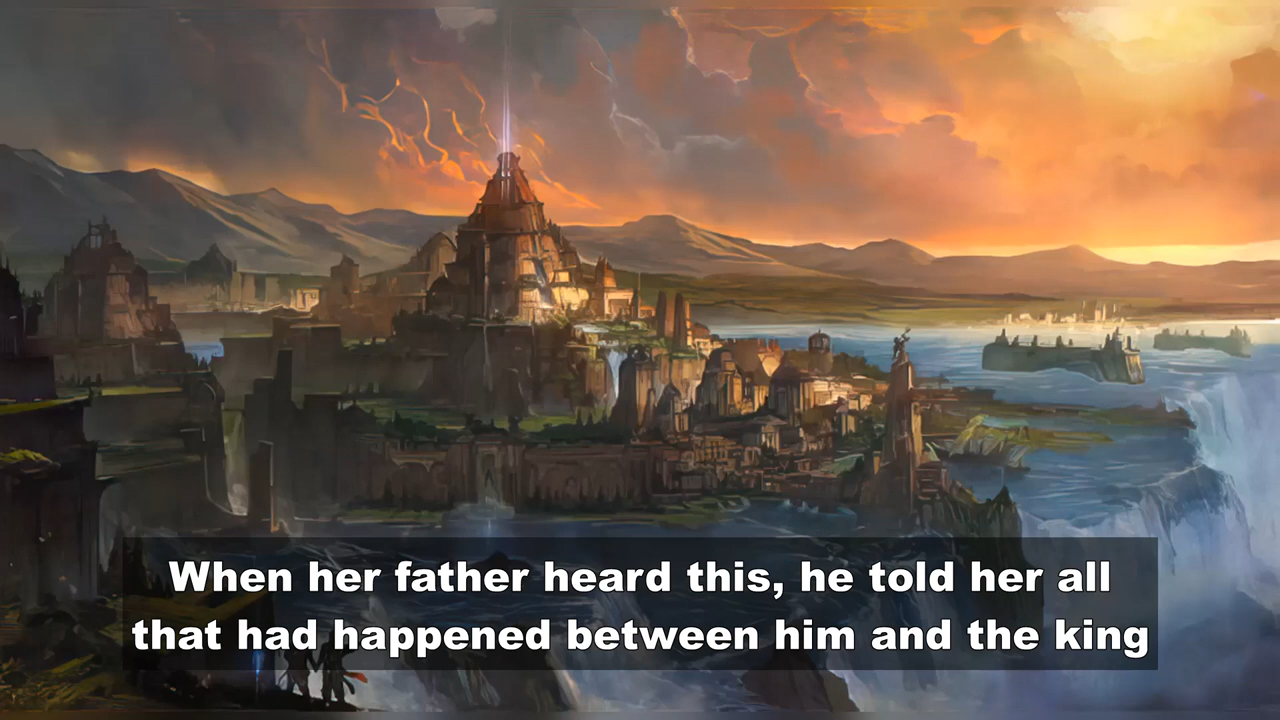 When her father heard this, he told her all
that had happened between him and the king